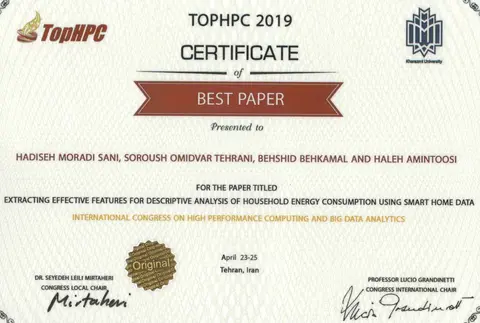 TopHPC
TOPHPC 2019
Kharazmi University
CERTIFICATE
of
BEST PAPER
Presented to
HADISEH MORADI SANI, SOROUSH OMIDVAR TEHRANI, BEHSHID BEHKAMAL AND HALEH AMINTOOSI
FOR THE PAPER TITLED
EXTRACTING EFFECTIVE FEATURES FOR DESCRIPTIVE ANALYSIS OF HOUSEHOLD ENERGY CONSUMPTION USING SMART HOME DATA
INTERNATIONAL CONGRESS ON HIGH PERFORMANCE COMPUTING AND BIG DATA ANALYTICS
April 23-25
Tehran, Iran
Original
DR. SEYEDEH LEILI MIRTAHERI
CONGRESS LOCAL CHAIR
Mirtaheri
PROFESSOR LUCIO GRANDINETTI
CONGRESS INTERNATIONAL CHAIR
Lucio Grandinetti